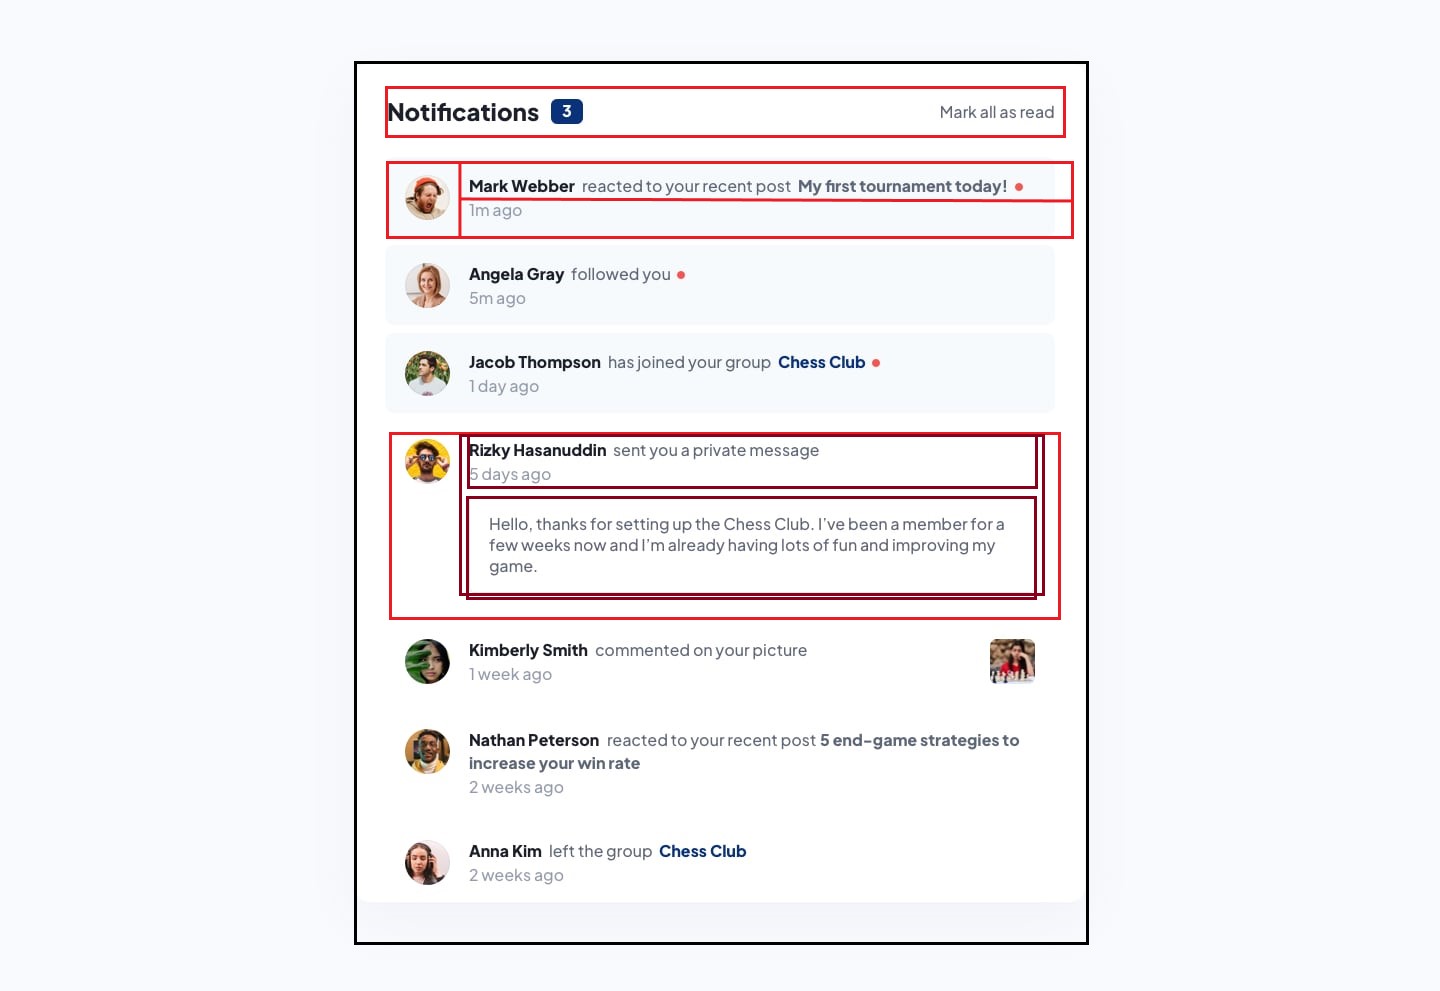 Notifications 3 Mark all as read
Mark Webber reacted to your recent post My first tournament today!
1m ago
Angela Gray followed you
5m ago
Jacob Thompson has joined your group Chess Club
1 day ago
Rizky Hasanuddin sent you a private message
5 days ago
Hello, thanks for setting up the Chess Club. I’ve been a member for a
few weeks now and I’m already having lots of fun and improving my
game.
Kimberly Smith commented on your picture
1 week ago
Nathan Peterson reacted to your recent post 5 end-game strategies to
increase your win rate
2 weeks ago
Anna Kim left the group Chess Club
2 weeks ago